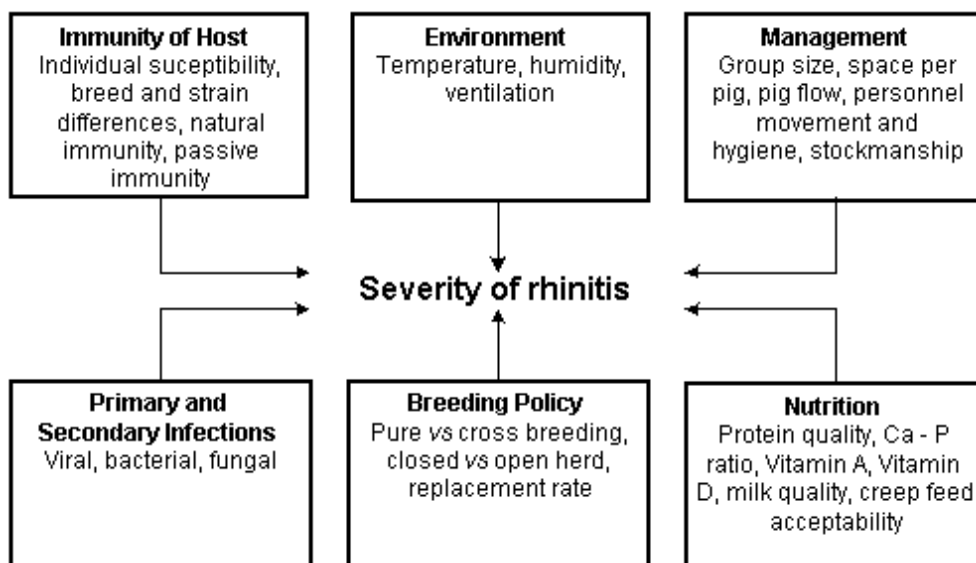 Immunity of Host
Individual suceptibility,
breed and strain
differences, natural
immunity, passive
immunity
Environment
Temperature, humidity,
ventilation
Management
Group size, space per
pig, pig flow, personnel
movement and
hygiene, stockmanship
Severity of rhinitis
Primary and
Secondary Infections
Viral, bacterial, fungal
Breeding Policy
Pure vs cross breeding,
closed vs open herd,
replacement rate
Nutrition
Protein quality, Ca - P
ratio, Vitamin A, Vitamin
D, milk quality, creep feed
acceptability